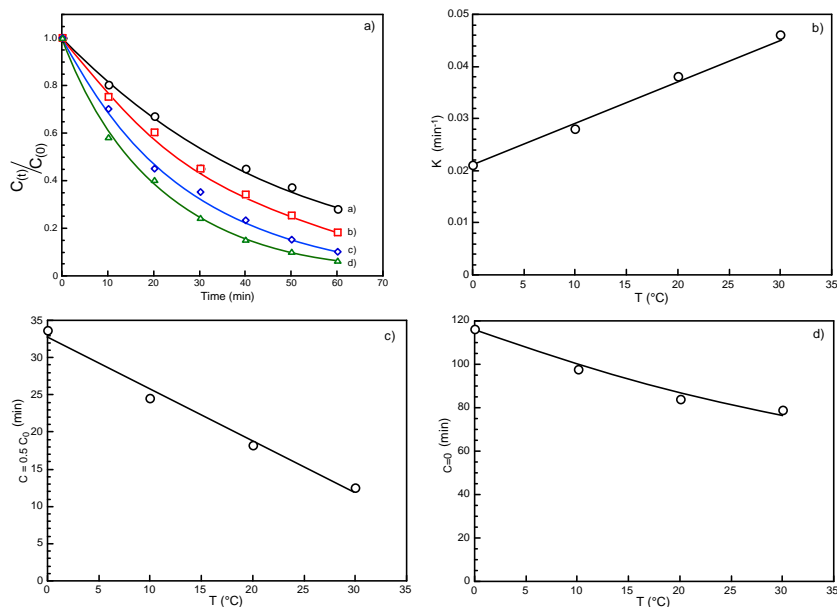 a)
1.0
0.8
0.6
0.4
0.2
0
C(t)/C(0)
a)
b)
c)
d)
0 10 20 30 40 50 60 70
Time (min)
b)
0.05
0.04
0.03
0.02
0.01
0
K (min-1)
0 5 10 15 20 25 30 35
T (°C)
c)
35
30
25
20
15
10
5
0
C = 0.5 C0 (min)
0 5 10 15 20 25 30 35
T (°C)
d)
120
100
80
60
40
20
0
C=0 (min)
0 5 10 15 20 25 30 35
T (°C)